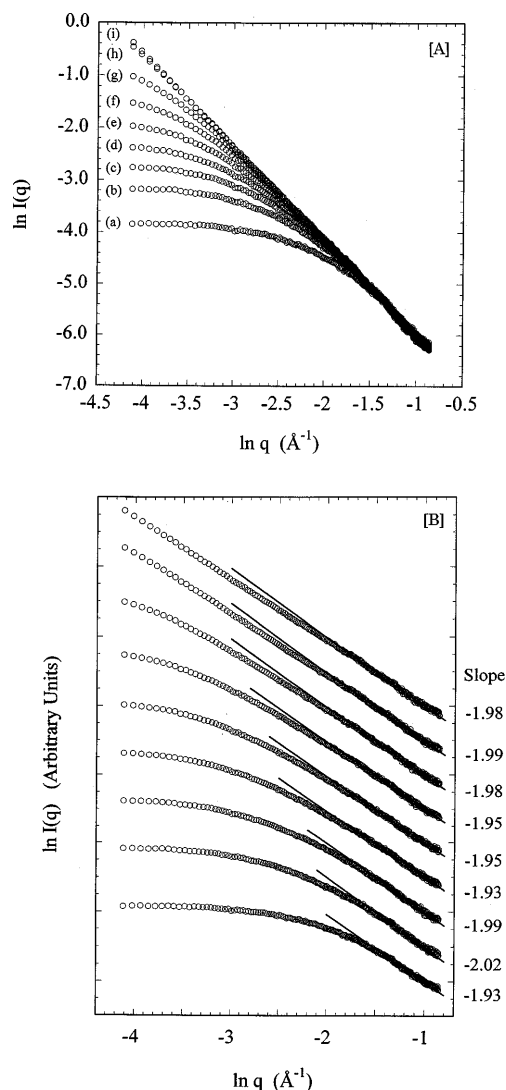 0.0
(i)
[A]
(h)
-1.0
(g)
(f)
-2.0
(e)
(d)
(c)
-3.0
(b)
ln I(q)
(a)
-4.0
-5.0
-6.0
-7.0
-4.5 -4 -3.5 -3 -2.5 -2 -1.5 -1 -0.5
ln q (Å⁻¹)
[B]
Slope
-1.98
-1.99
-1.98
-1.95
ln I(q) (Arbitrary Units)
-1.95
-1.93
-1.99
-2.02
-1.93
-4 -3 -2 -1
ln q (Å⁻¹)